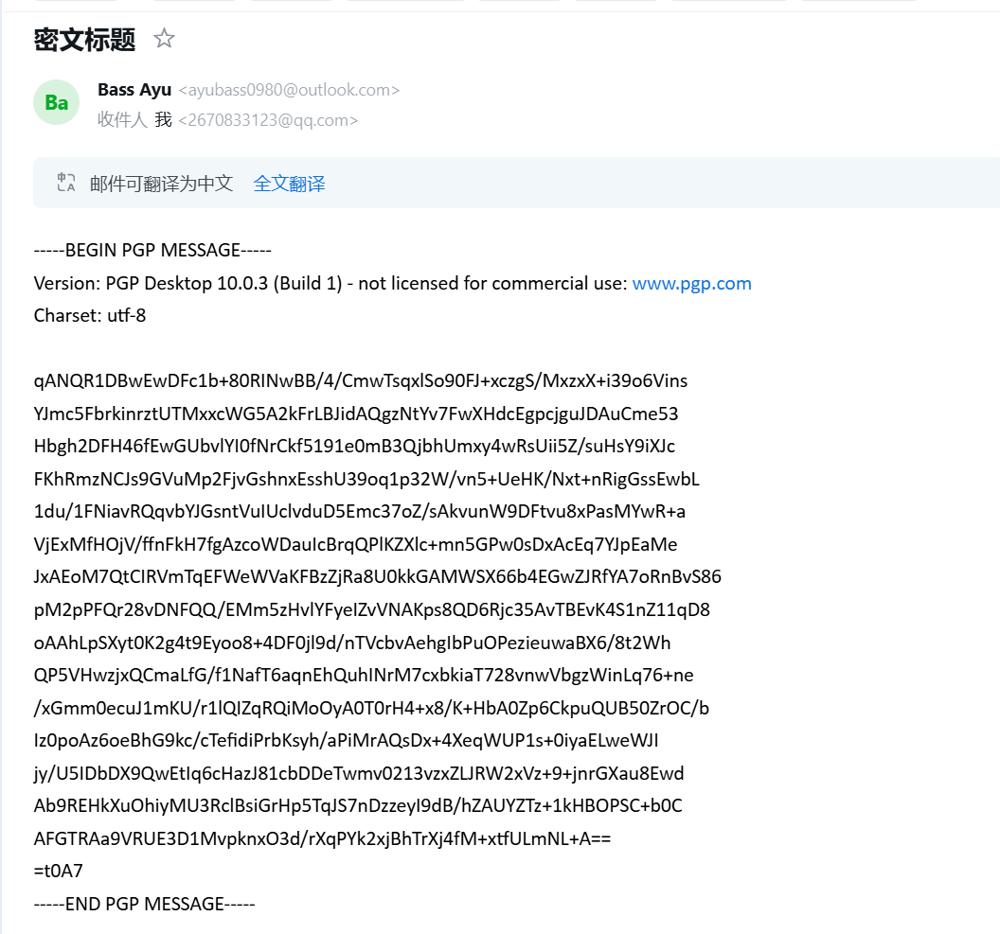 密文标题
Ba
Bass Ayu <ayubass0980@outlook.com>
收件人 我 <2670833123@qq.com>
邮件可翻译为中文 全文翻译
-----BEGIN PGP MESSAGE-----
Version: PGP Desktop 10.0.3 (Build 1) - not licensed for commercial use: www.pgp.com
Charset: utf-8
qANQR1DBwEwDFc1b+80RINwBB/4/CmwTsqxlSo90FJ+xczgS/MxzxX+i39o6Vins
YJmc5FbrkinrztUTMxxcWG5A2kFrLBJidAQgzNtYv7FwXHdcEgpcjguJDAuCme53
Hbgh2DFH46fEwGUbvlYI0fNrCkf5191e0mB3QjbhUmxy4wRsUii5Z/suHsY9iXJc
FKhRmzNCJs9GVuMp2FjvGshnxEsshU39oq1p32W/vn5+UeHK/Nxt+nRigGssEwbL
1du/1FNiavRQqvbYJGsntVuIUclvduD5Emc37oZ/sAkvunW9DFtvu8xPasMYwR+a
VjExMfHOjV/ffnFkH7fgAzcoWDauIcBrqQPlKZXlc+mn5GPw0sDxAcEq7YJpEaMe
JxAEoM7QtCIRVmTqEFWeWVaKFBzZjRa8U0kkGAMWSX66b4EGwZJRfYA7oRnBvS86
pM2pPFQr28vDNFQQ/EMm5zHvlYFyeIZvVNAKps8QD6Rjc35AvTBEvK4S1nZ11qD8
oAAhLpSXyt0K2g4t9Eyoo8+4DF0jl9d/nTVcbvAehgIbPuOPezieuwaBX6/8t2Wh
QP5VHwzjxQCmaLfG/f1NafT6aqnEhQuhINrM7cxbkiaT728vnwVbgzWinLq76+ne
/xGmm0ecuJ1mKU/r1lQIZqRQiMoOyA0T0rH4+x8/K+HbA0Zp6CkpuQUB50ZrOC/b
Iz0poAz6oeBhG9kc/cTefidiPrbKsyh/aPiMrAQsDx+4XeqWUP1s+0iyaELweWJI
jy/U5IDbDX9QwEtIq6cHazJ81cbDDeTwmv0213vzxZLJRW2xVz+9+jnrGXau8Ewd
Ab9REHkXuOhiyMU3RclBsiGrHp5TqJS7nDzzeyI9dB/hZAUYZTz+1kHBOPSC+b0C
AFGTRAa9VRUE3D1MvpknxO3d/rXqPYk2xjBhTrXj4fM+xtfULmNL+A==
=t0A7
-----END PGP MESSAGE-----